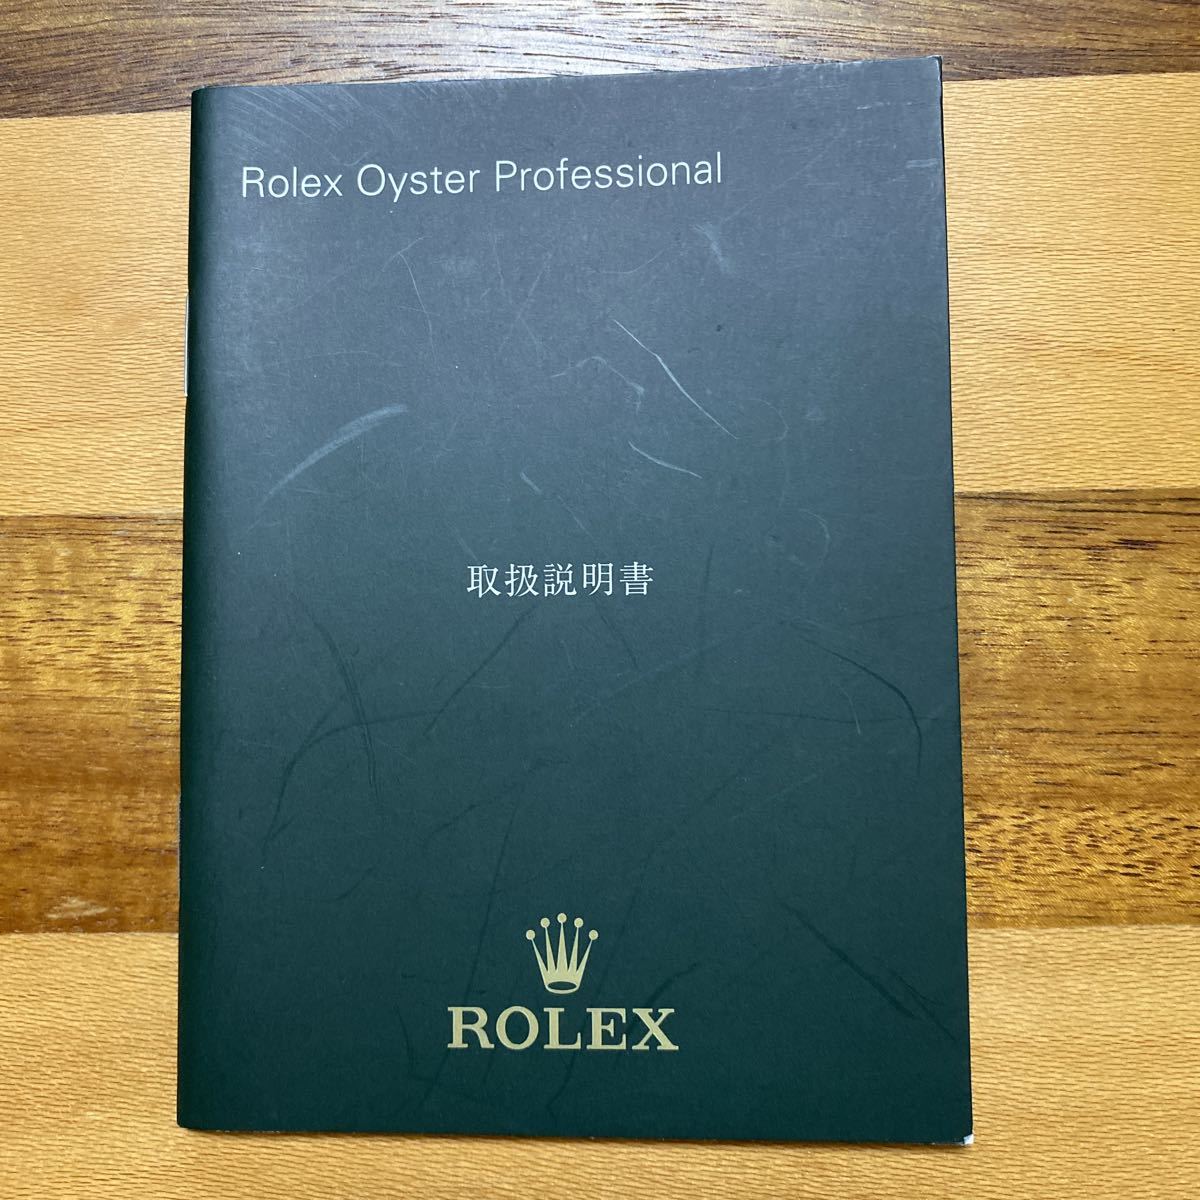 Rolex Oyster Professional
取扱説明書
ROLEX